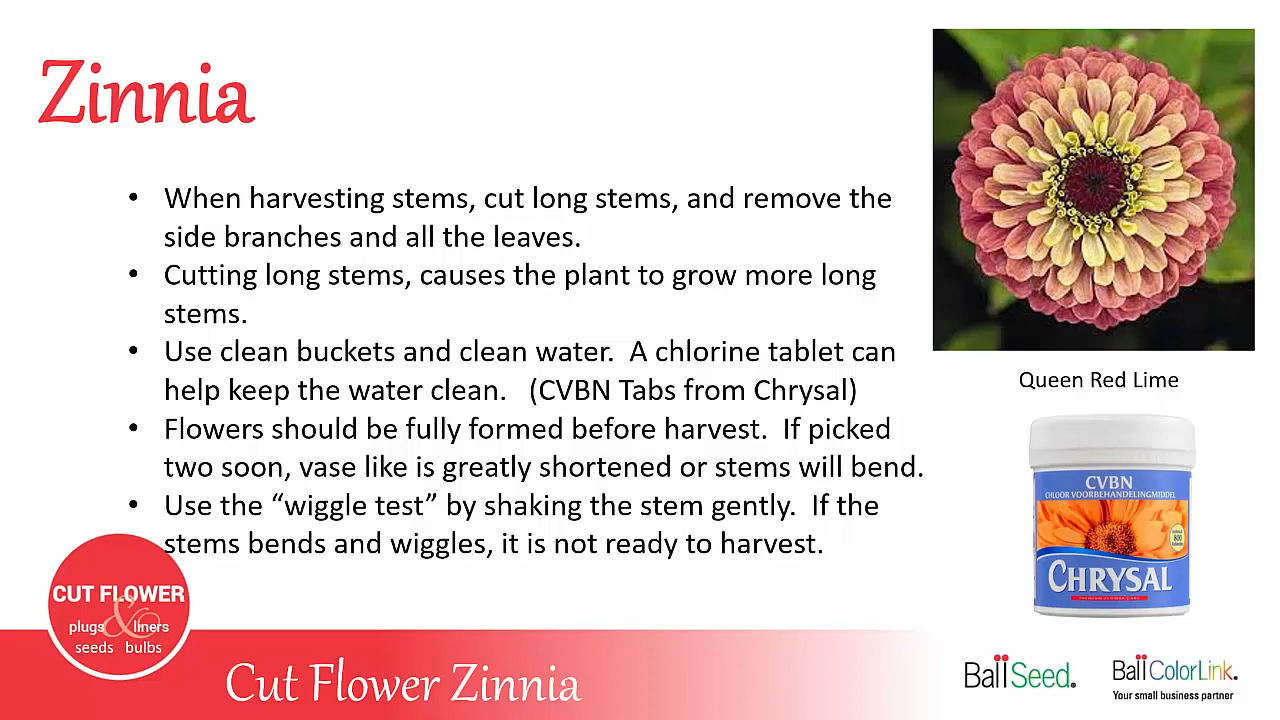 Zinnia
• When harvesting stems, cut long stems, and remove the
side branches and all the leaves.
• Cutting long stems, causes the plant to grow more long
stems.
• Use clean buckets and clean water.  A chlorine tablet can
help keep the water clean.   (CVBN Tabs from Chrysal)
• Flowers should be fully formed before harvest.  If picked
two soon, vase like is greatly shortened or stems will bend.
• Use the “wiggle test” by shaking the stem gently.  If the
stems bends and wiggles, it is not ready to harvest.
Queen Red Lime
CVBN
CHLOOR VOORBEHANDELINGMIDDEL
800
CHRYSAL
PREMIUM FLOWER CARE
CUT FLOWER
plugs & liners
seeds bulbs
Cut Flower Zinnia
Ball Seed.
Ball ColorLink.
Your small business partner